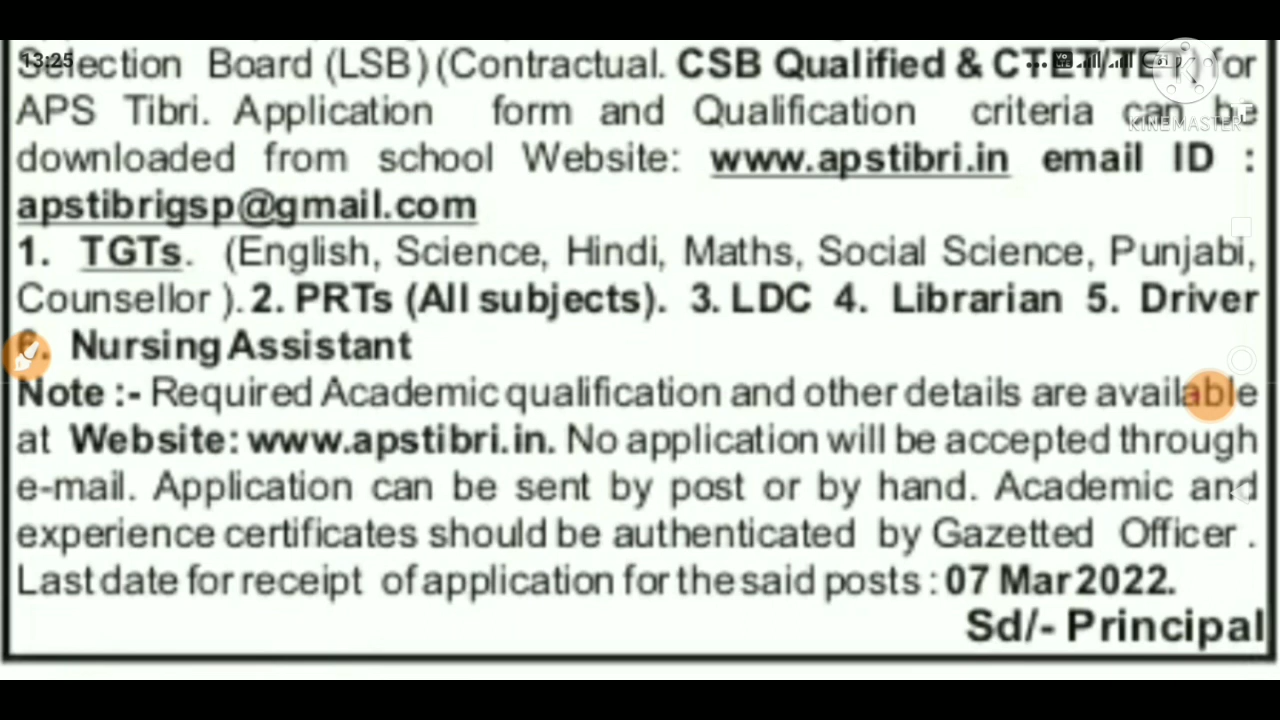 13:25
Selection Board (LSB) (Contractual. CSB Qualified & CTET/TET) for
APS Tibri. Application form and Qualification criteria can be
KINEMASTER
downloaded from school Website: www.apstibri.in email ID :
apstibrigsp@gmail.com
1. TGTs. (English, Science, Hindi, Maths, Social Science, Punjabi,
Counsellor ). 2. PRTs (All subjects). 3. LDC 4. Librarian 5. Driver
6. Nursing Assistant
Note :- Required Academic qualification and other details are available
at Website: www.apstibri.in. No application will be accepted through
e-mail. Application can be sent by post or by hand. Academic and
experience certificates should be authenticated by Gazetted Officer .
Last date for receipt of application for the said posts : 07 Mar 2022.
Sd/- Principal